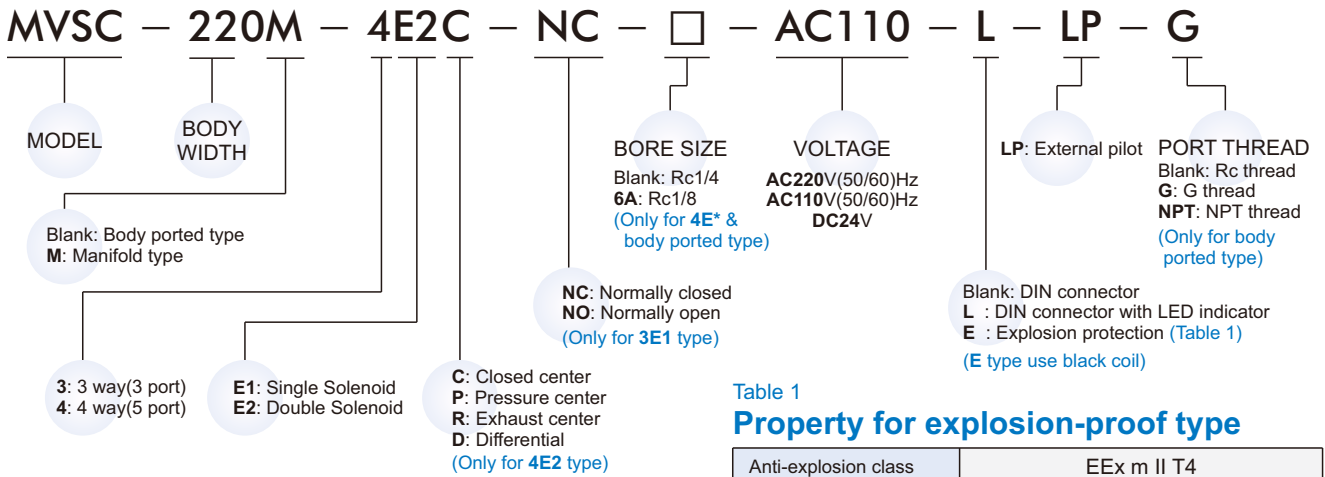 MVSC – 220M – 4E2C – NC – □ – AC110 – L – LP – G
MODEL
BODY
WIDTH
Blank: Body ported type
M: Manifold type
3: 3 way(3 port)
4: 4 way(5 port)
E1: Single Solenoid
E2: Double Solenoid
C: Closed center
P: Pressure center
R: Exhaust center
D: Differential
(Only for 4E2 type)
NC: Normally closed
NO: Normally open
(Only for 3E1 type)
BORE SIZE
Blank: Rc1/4
6A: Rc1/8
(Only for 4E* &
body ported type)
VOLTAGE
AC220V(50/60)Hz
AC110V(50/60)Hz
DC24V
Blank: DIN connector
L : DIN connector with LED indicator
E : Explosion protection (Table 1)
(E type use black coil)
LP: External pilot
PORT THREAD
Blank: Rc thread
G: G thread
NPT: NPT thread
(Only for body
ported type)
Table 1
Property for explosion-proof type
Anti-explosion class EEx m II T4